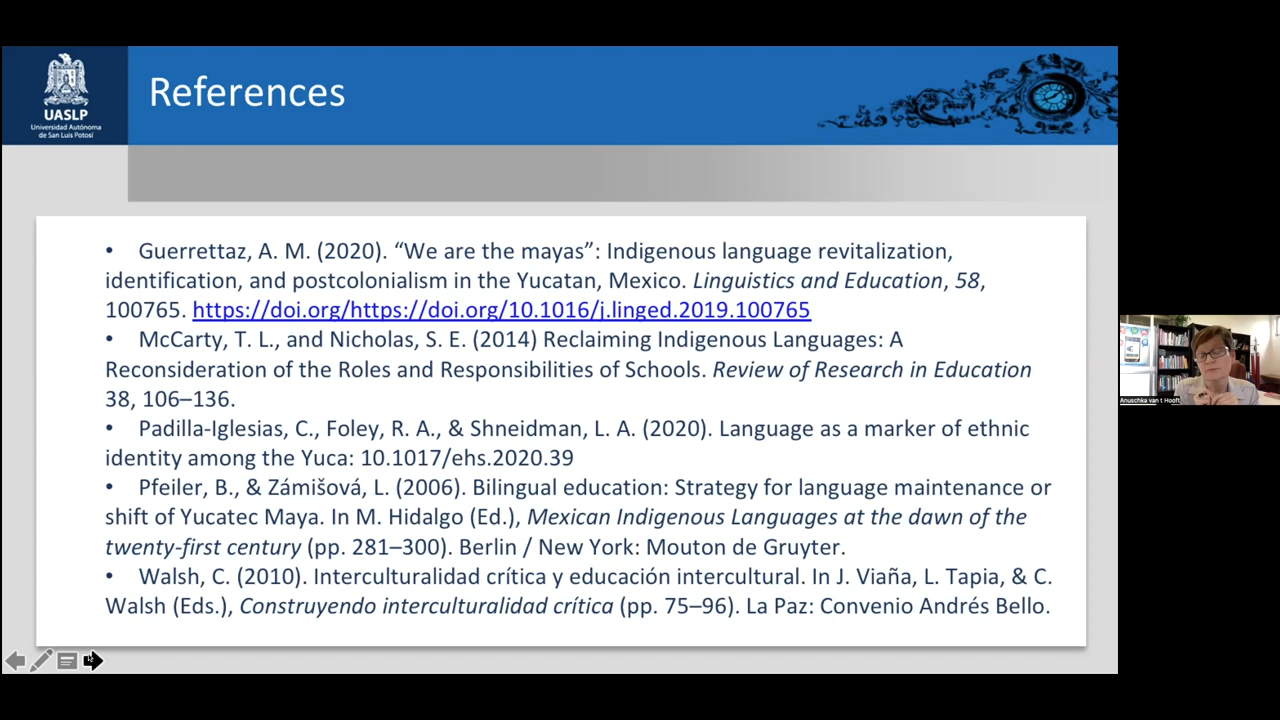 UASLP
Universidad Autónoma
de San Luis Potosí
References
• Guerrettaz, A. M. (2020). “We are the mayas”: Indigenous language revitalization,
identification, and postcolonialism in the Yucatan, Mexico. Linguistics and Education, 58,
100765. https://doi.org/https://doi.org/10.1016/j.linged.2019.100765
• McCarty, T. L., and Nicholas, S. E. (2014) Reclaiming Indigenous Languages: A
Reconsideration of the Roles and Responsibilities of Schools. Review of Research in Education
38, 106–136.
• Padilla-Iglesias, C., Foley, R. A., & Shneidman, L. A. (2020). Language as a marker of ethnic
identity among the Yuca: 10.1017/ehs.2020.39
• Pfeiler, B., & Zámišová, L. (2006). Bilingual education: Strategy for language maintenance or
shift of Yucatec Maya. In M. Hidalgo (Ed.), Mexican Indigenous Languages at the dawn of the
twenty-first century (pp. 281–300). Berlin / New York: Mouton de Gruyter.
• Walsh, C. (2010). Interculturalidad crítica y educación intercultural. In J. Viaña, L. Tapia, & C.
Walsh (Eds.), Construyendo interculturalidad crítica (pp. 75–96). La Paz: Convenio Andrés Bello.
Anuschka van t Hooft